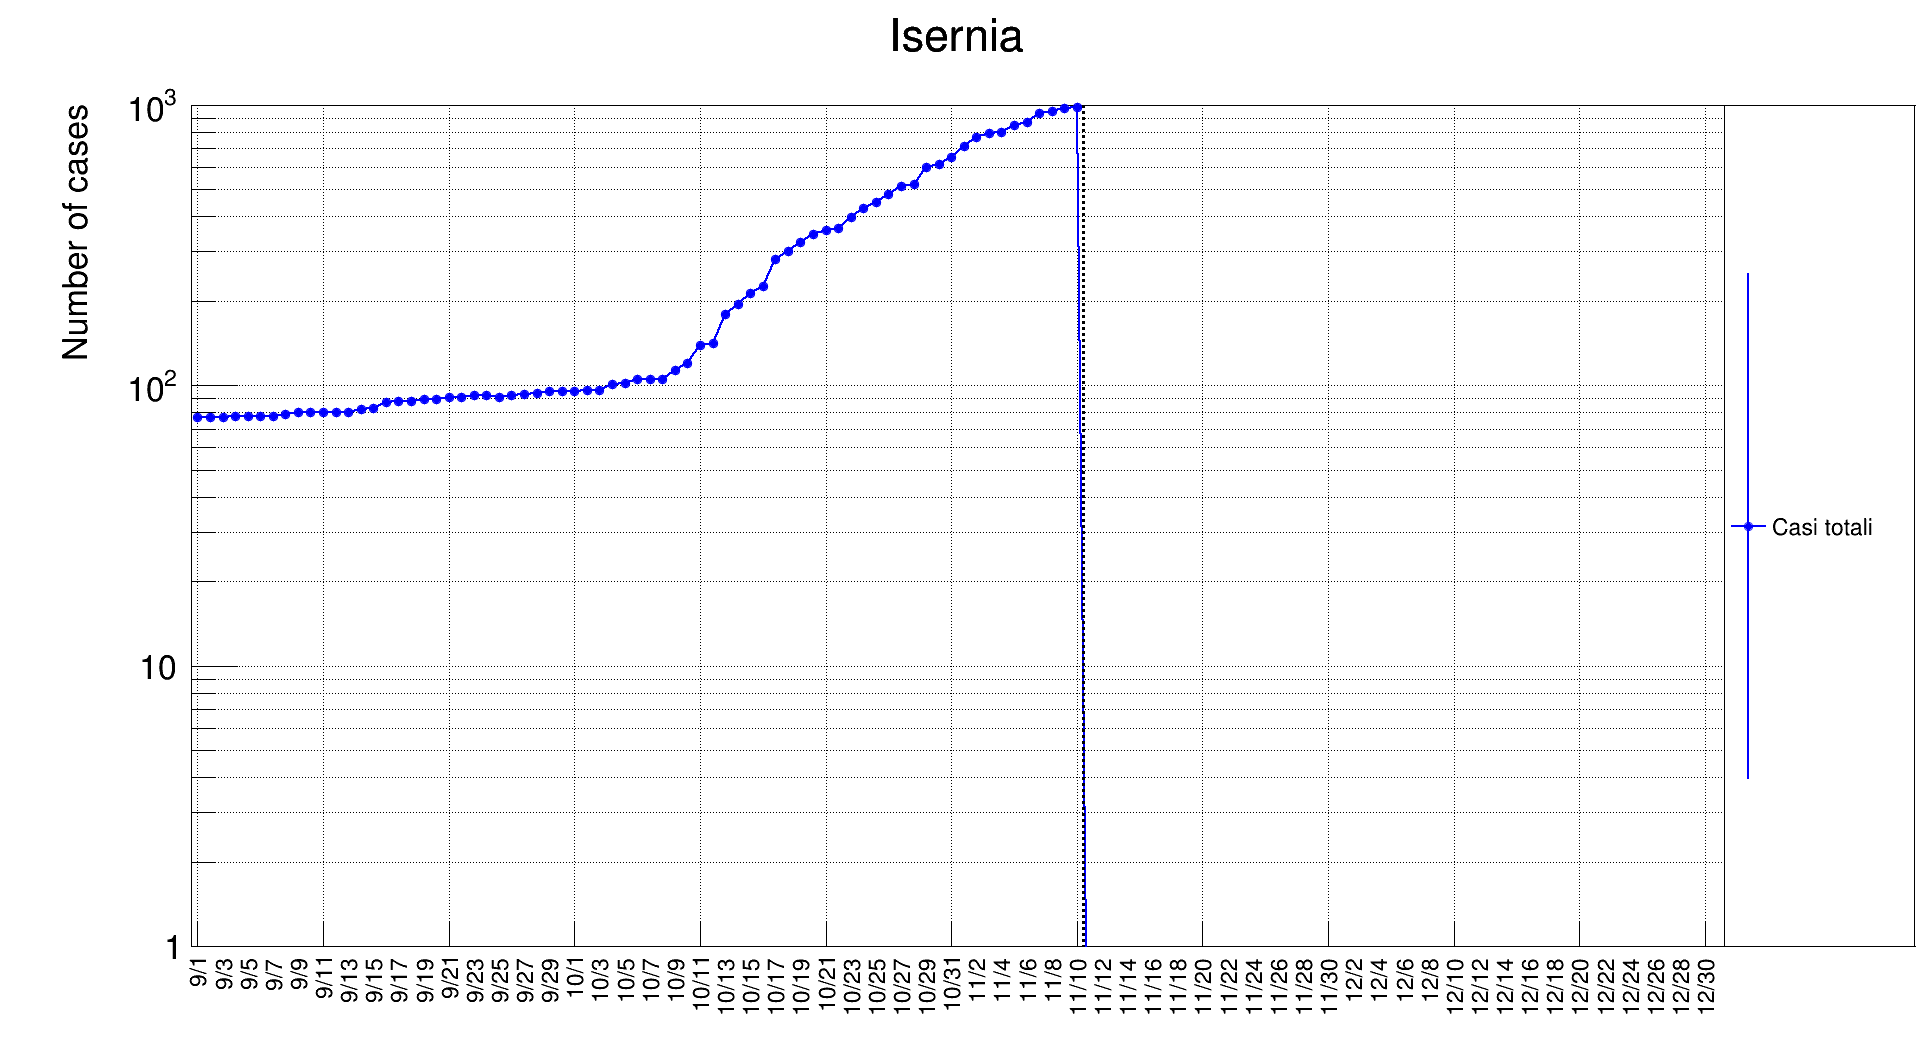 Isernia
Number of cases
10³
10²
10
1
9/1 9/3 9/5 9/7 9/9 9/11 9/13 9/15 9/17 9/19 9/21 9/23 9/25 9/27 9/29 10/1 10/3 10/5 10/7 10/9 10/11 10/13 10/15 10/17 10/19 10/21 10/23 10/25 10/27 10/29 10/31 11/2 11/4 11/6 11/8 11/10 11/12 11/14 11/16 11/18 11/20 11/22 11/24 11/26 11/28 11/30 12/2 12/4 12/6 12/8 12/10 12/12 12/14 12/16 12/18 12/20 12/22 12/24 12/26 12/28 12/30
Casi totali